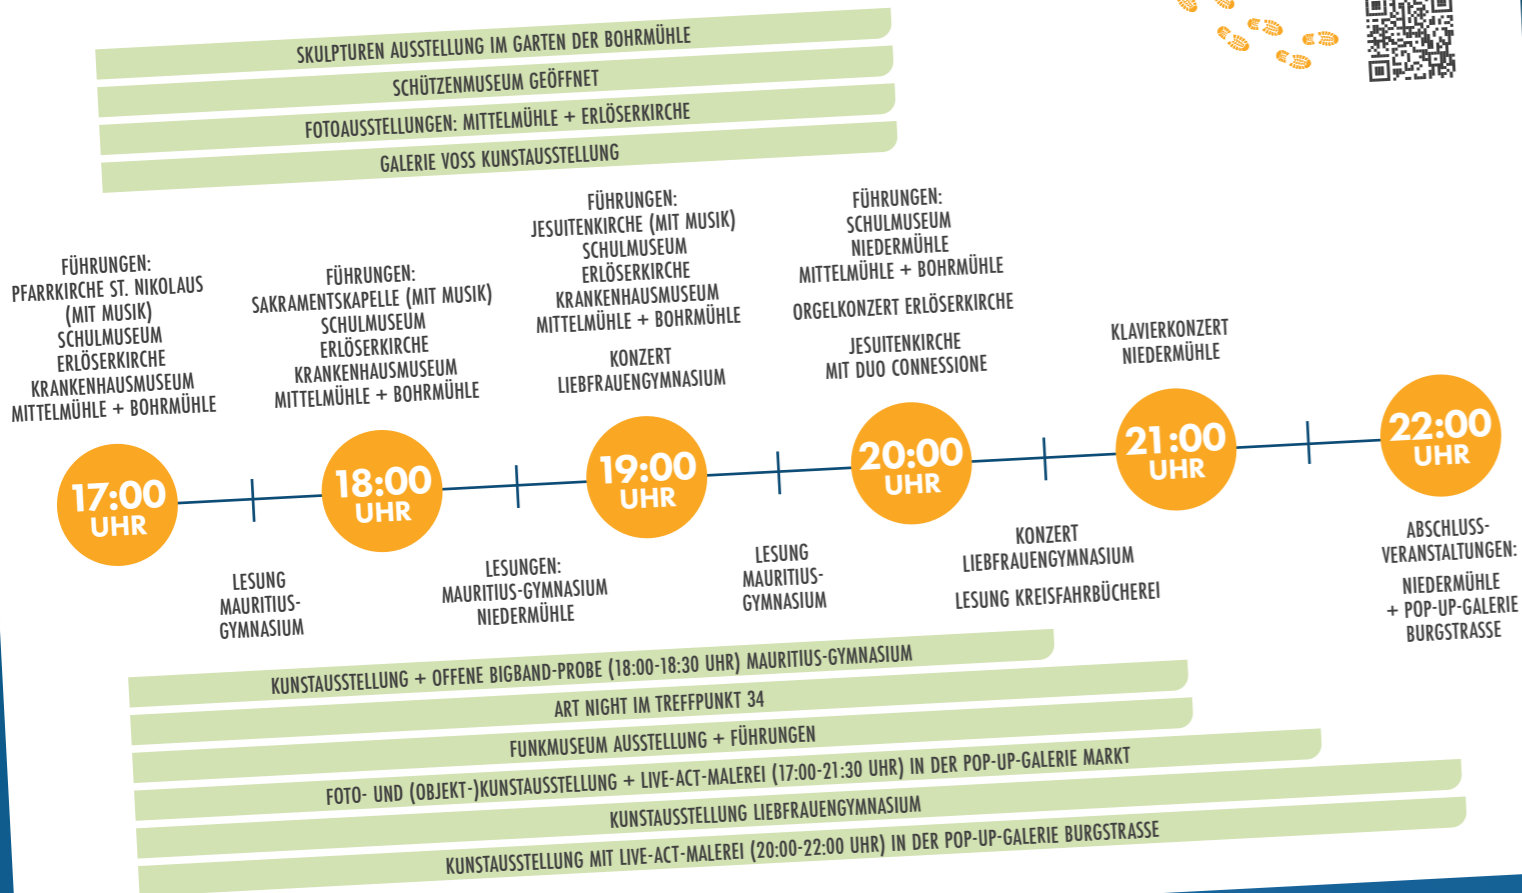 SKULPTUREN AUSSTELLUNG IM GARTEN DER BOHRMÜHLE
SCHÜTZENMUSEUM GEÖFFNET
FOTOAUSSTELLUNGEN: MITTELMÜHLE + ERLÖSERKIRCHE
GALERIE VOSS KUNSTAUSSTELLUNG
FÜHRUNGEN:
PFARRKIRCHE ST. NIKOLAUS
(MIT MUSIK)
SCHULMUSEUM
ERLÖSERKIRCHE
KRANKENHAUSMUSEUM
MITTELMÜHLE + BOHRMÜHLE
FÜHRUNGEN:
SAKRAMENTSKAPELLE (MIT MUSIK)
SCHULMUSEUM
ERLÖSERKIRCHE
KRANKENHAUSMUSEUM
MITTELMÜHLE + BOHRMÜHLE
FÜHRUNGEN:
JESUITENKIRCHE (MIT MUSIK)
SCHULMUSEUM
ERLÖSERKIRCHE
KRANKENHAUSMUSEUM
MITTELMÜHLE + BOHRMÜHLE
KONZERT
LIEBFRAUENGYMNASIUM
FÜHRUNGEN:
SCHULMUSEUM
NIEDERMÜHLE
MITTELMÜHLE + BOHRMÜHLE
ORGELKONZERT ERLÖSERKIRCHE
JESUITENKIRCHE
MIT DUO CONNESSIONE
KLAVIERKONZERT
NIEDERMÜHLE
17:00
UHR
18:00
UHR
19:00
UHR
20:00
UHR
21:00
UHR
22:00
UHR
LESUNG
MAURITIUS-
GYMNASIUM
LESUNGEN:
MAURITIUS-GYMNASIUM
NIEDERMÜHLE
LESUNG
MAURITIUS-
GYMNASIUM
KONZERT
LIEBFRAUENGYMNASIUM
LESUNG KREISFAHRBÜCHEREI
ABSCHLUSS-
VERANSTALTUNGEN:
NIEDERMÜHLE
+ POP-UP-GALERIE
BURGSTRASSE
KUNSTAUSSTELLUNG + OFFENE BIGBAND-PROBE (18:00-18:30 UHR) MAURITIUS-GYMNASIUM
ART NIGHT IM TREFFPUNKT 34
FUNKMUSEUM AUSSTELLUNG + FÜHRUNGEN
FOTO- UND (OBJEKT-)KUNSTAUSSTELLUNG + LIVE-ACT-MALEREI (17:00-21:30 UHR) IN DER POP-UP-GALERIE MARKT
KUNSTAUSSTELLUNG LIEBFRAUENGYMNASIUM
KUNSTAUSSTELLUNG MIT LIVE-ACT-MALEREI (20:00-22:00 UHR) IN DER POP-UP-GALERIE BURGSTRASSE